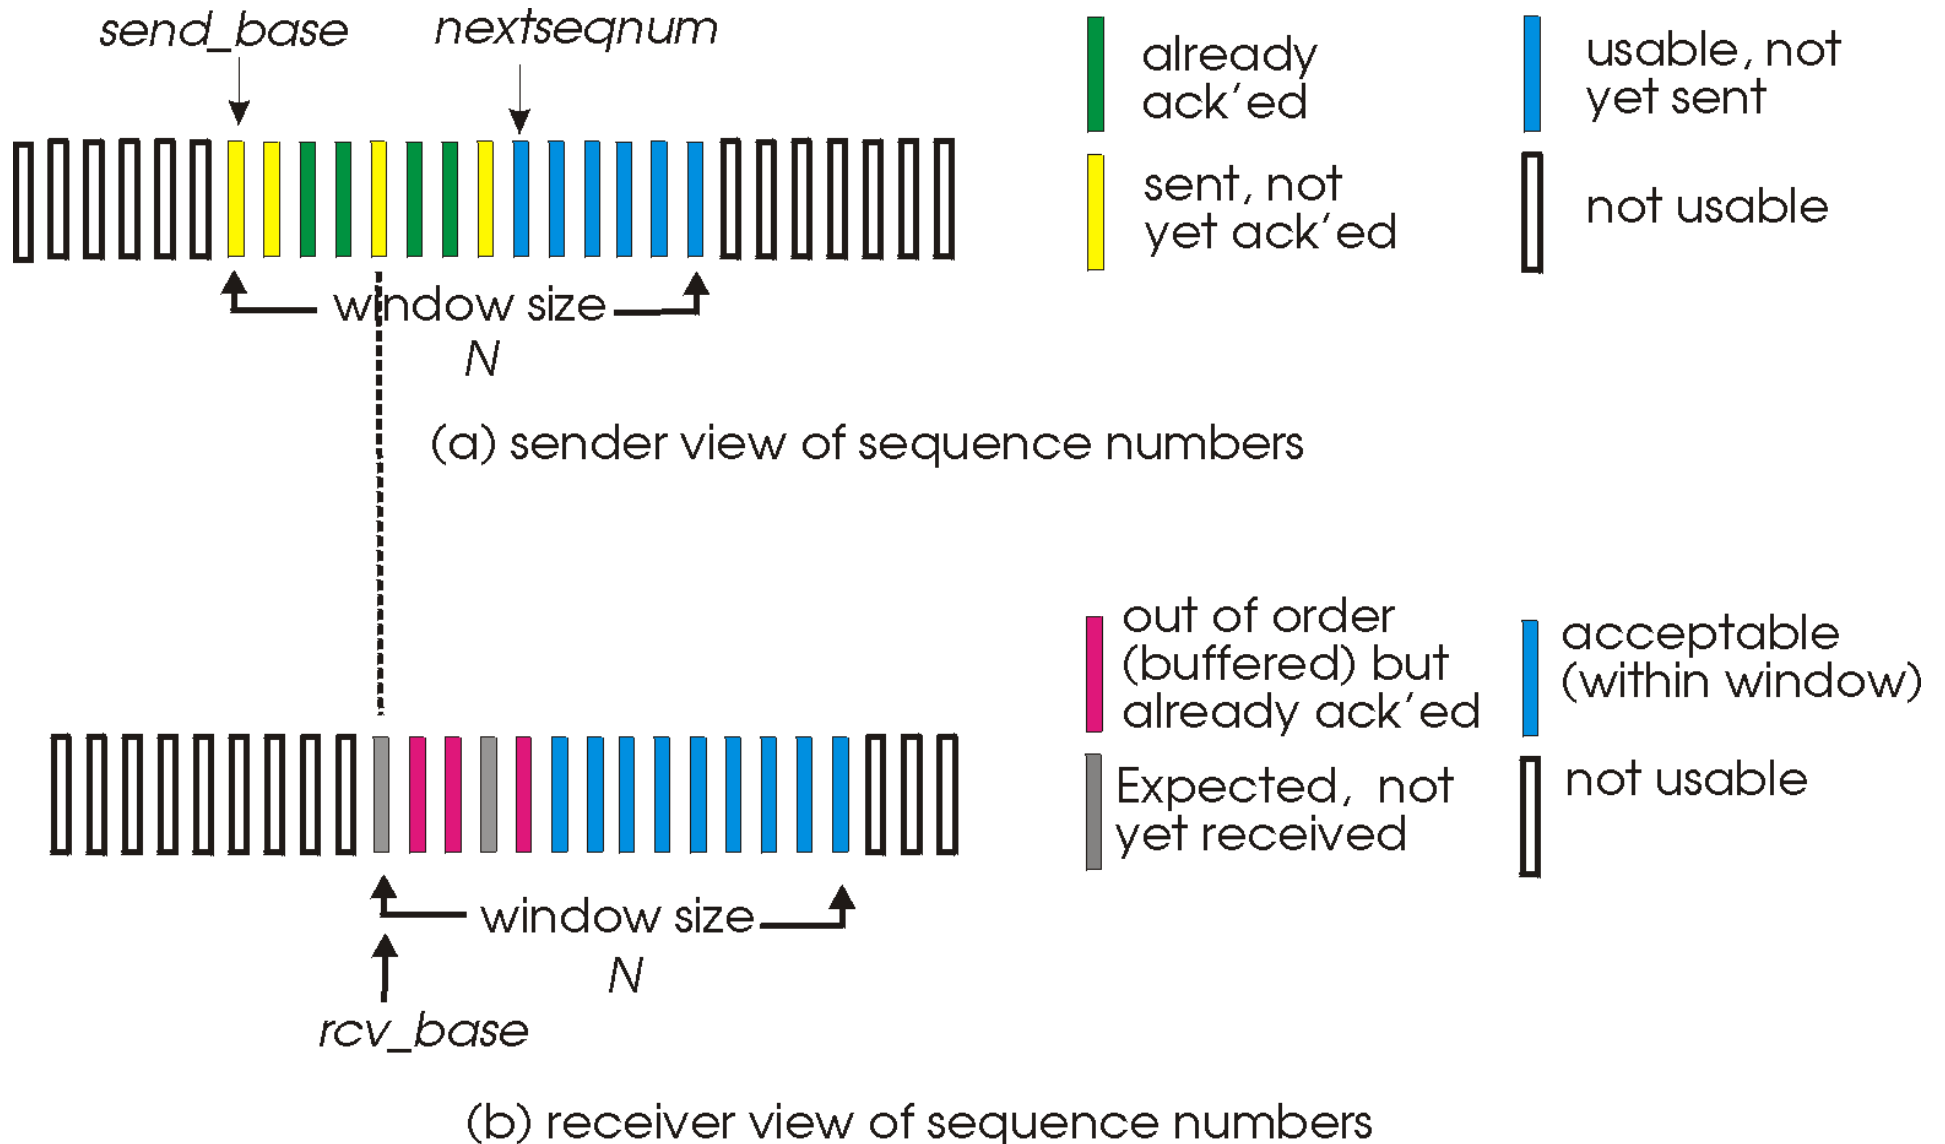 send_base
nextseqnum
already
ack'ed
usable, not
yet sent
sent, not
yet ack'ed
not usable
window size
N
(a) sender view of sequence numbers
out of order
(buffered) but
already ack'ed
acceptable
(within window)
Expected, not
yet received
not usable
window size
N
rcv_base
(b) receiver view of sequence numbers